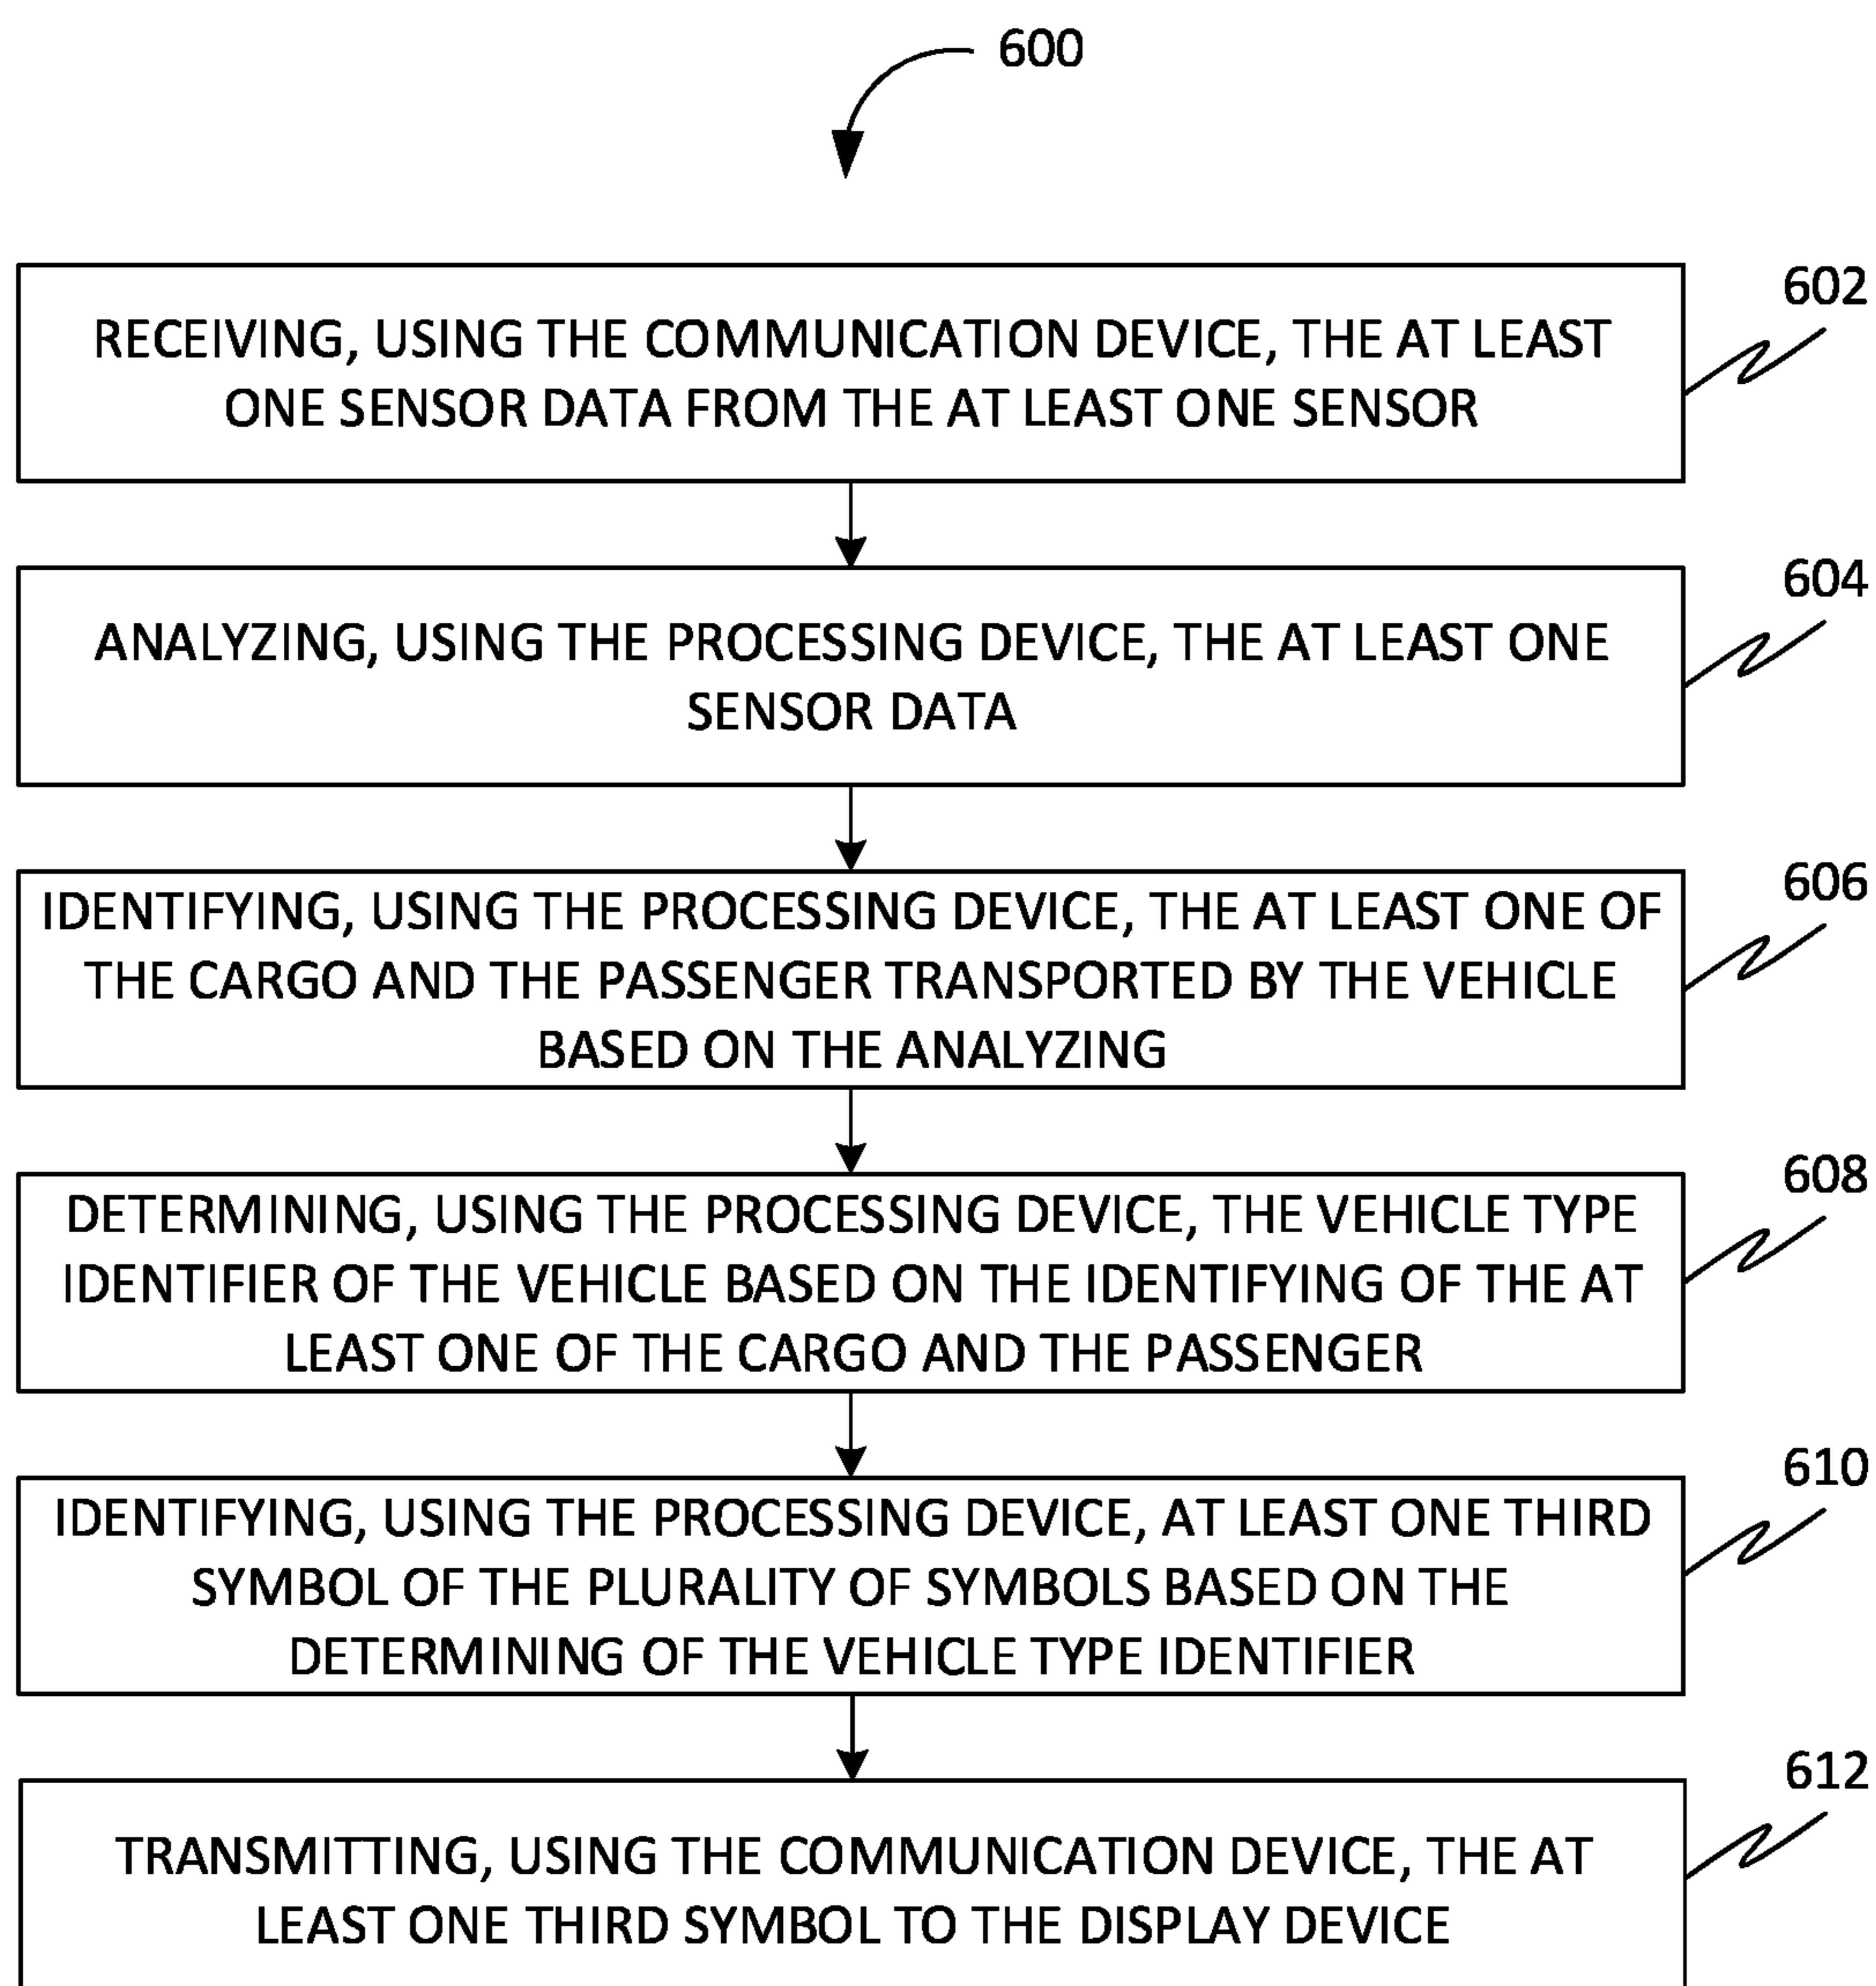 600
602
RECEIVING, USING THE COMMUNICATION DEVICE, THE AT LEAST
ONE SENSOR DATA FROM THE AT LEAST ONE SENSOR
604
ANALYZING, USING THE PROCESSING DEVICE, THE AT LEAST ONE
SENSOR DATA
606
IDENTIFYING, USING THE PROCESSING DEVICE, THE AT LEAST ONE OF
THE CARGO AND THE PASSENGER TRANSPORTED BY THE VEHICLE
BASED ON THE ANALYZING
608
DETERMINING, USING THE PROCESSING DEVICE, THE VEHICLE TYPE
IDENTIFIER OF THE VEHICLE BASED ON THE IDENTIFYING OF THE AT
LEAST ONE OF THE CARGO AND THE PASSENGER
610
IDENTIFYING, USING THE PROCESSING DEVICE, AT LEAST ONE THIRD
SYMBOL OF THE PLURALITY OF SYMBOLS BASED ON THE
DETERMINING OF THE VEHICLE TYPE IDENTIFIER
612
TRANSMITTING, USING THE COMMUNICATION DEVICE, THE AT
LEAST ONE THIRD SYMBOL TO THE DISPLAY DEVICE